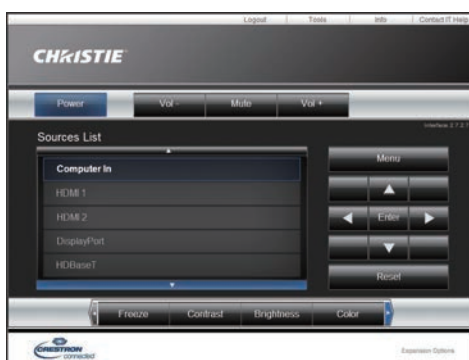 Logout Tools Info Contact IT Help
CHRISTIE
Power Vol - Mute Vol +
Interface 2.7.2.7
Sources List
Computer In
Menu
HDMI 1
HDMI 2
Enter
DisplayPort
HDBaseT
Reset
Freeze Contrast Brightness Color
CRESTRON
connected
Expansion Options